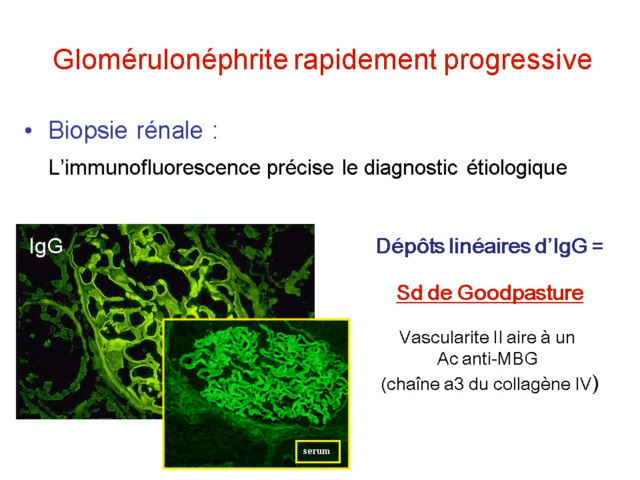 Glomérulonéphrite rapidement progressive
• Biopsie rénale :
L’immunofluorescence précise le diagnostic étiologique
IgG
Dépôts linéaires d’IgG =
Sd de Goodpasture
Vascularite II aire à un
Ac anti-MBG
(chaîne a3 du collagène IV)
serum